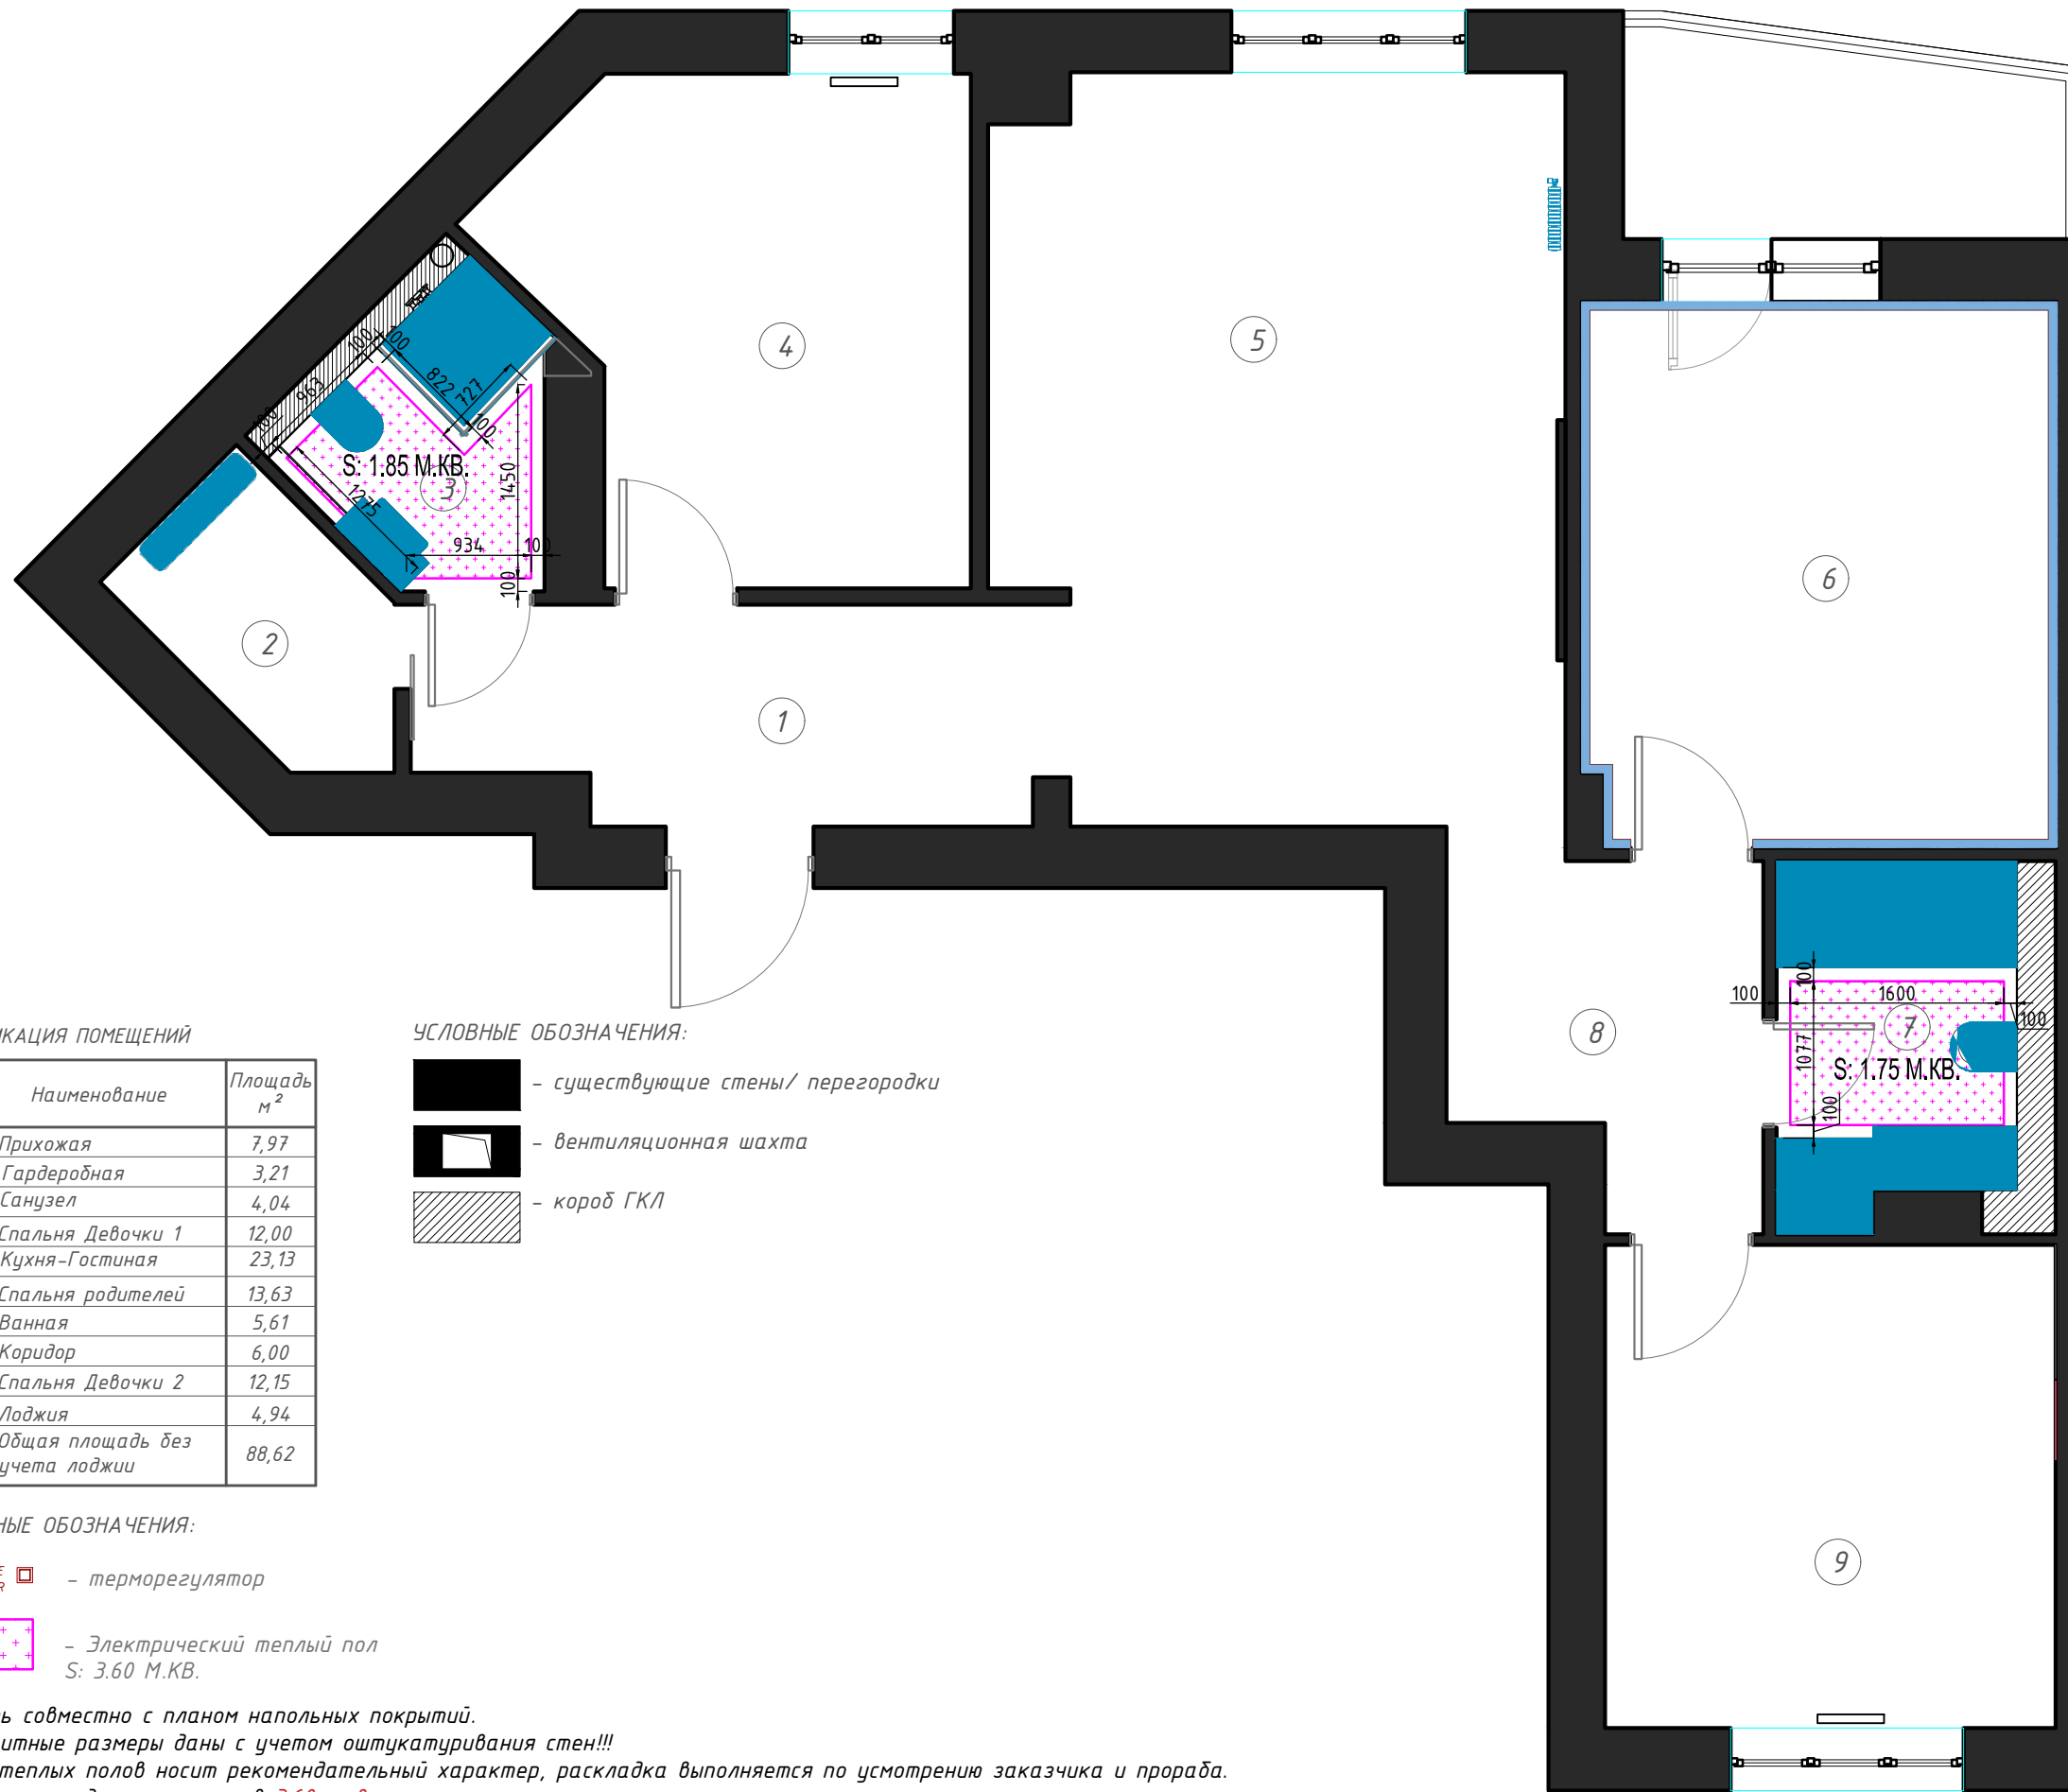 4
5
6
3
2
1
8
7
9
100
100
963
822
727
100
100
S: 1.85 М.КВ.
1450
1275
934
100
100
100
1600
100
100
1077
S: 1.75 М.КВ.
100
ПОМЕЩЕНИЙ
Наименование
Площадь
м²
Прихожая 7,97
Гардеробная 3,21
Санузел 4,04
Спальня Девочки 1 12,00
Кухня-Гостиная 23,13
Спальня родителей 13,63
Ванная 5,61
Коридор 6,00
Спальня Девочки 2 12,15
Лоджия 4,94
Общая площадь без
учета лоджии
88,62
УСЛОВНЫЕ ОБОЗНАЧЕНИЯ:
- существующие стены/ перегородки
- вентиляционная шахта
- короб ГКЛ
ОБОЗНАЧЕНИЯ:
- терморегулятор
- Электрический теплый пол
S: 3.60 М.КВ.
совместно с планом напольных покрытий.
размеры даны с учетом оштукатуривания стен!!!
теплых полов носит рекомендательный характер, раскладка выполняется по усмотрению заказчика и прораба.